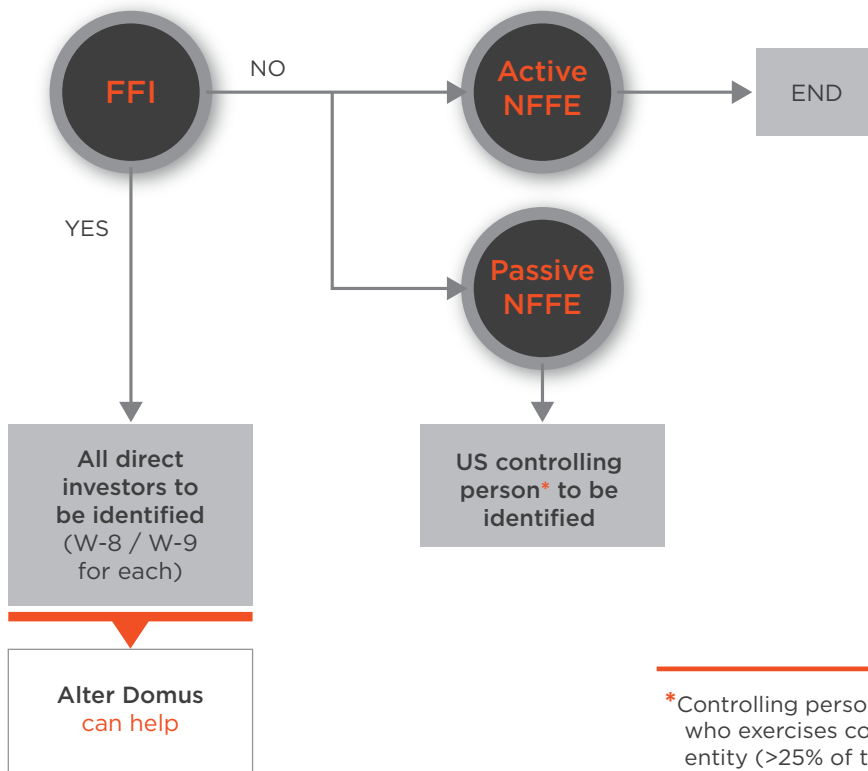 FFI
NO
Active
NFFE
END
YES
Passive
NFFE
All direct
investors to
be identified
(W-8 / W-9
for each)
US controlling
person* to be
identified
Alter Domus
can help
*Controlling
who exercises
entity (>25% of